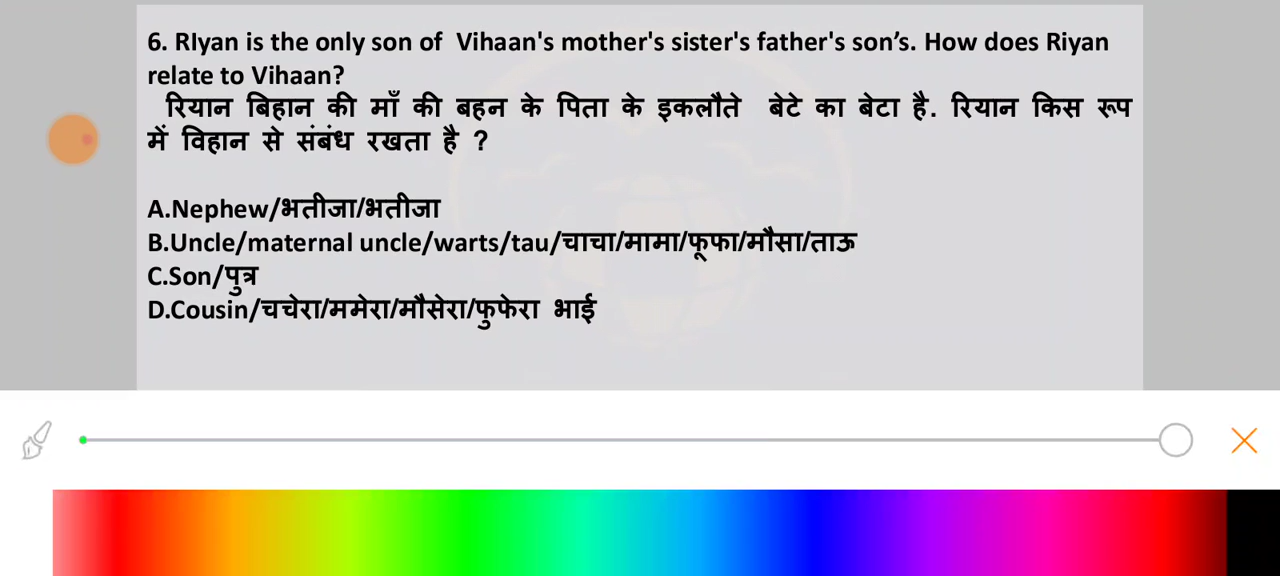 6. RIyan is the only son of Vihaan's mother's sister's father's son’s. How does Riyan
relate to Vihaan?
रियान बिहान की माँ की बहन के पिता के इकलौते बेटे का बेटा है. रियान किस रूप
में विहान से संबंध रखता है ?
A.Nephew/भतीजा/भतीजा
B.Uncle/maternal uncle/warts/tau/चाचा/मामा/फूफा/मौसा/ताऊ
C.Son/पुत्र
D.Cousin/चचेरा/ममेरा/मौसेरा/फुफेरा भाई